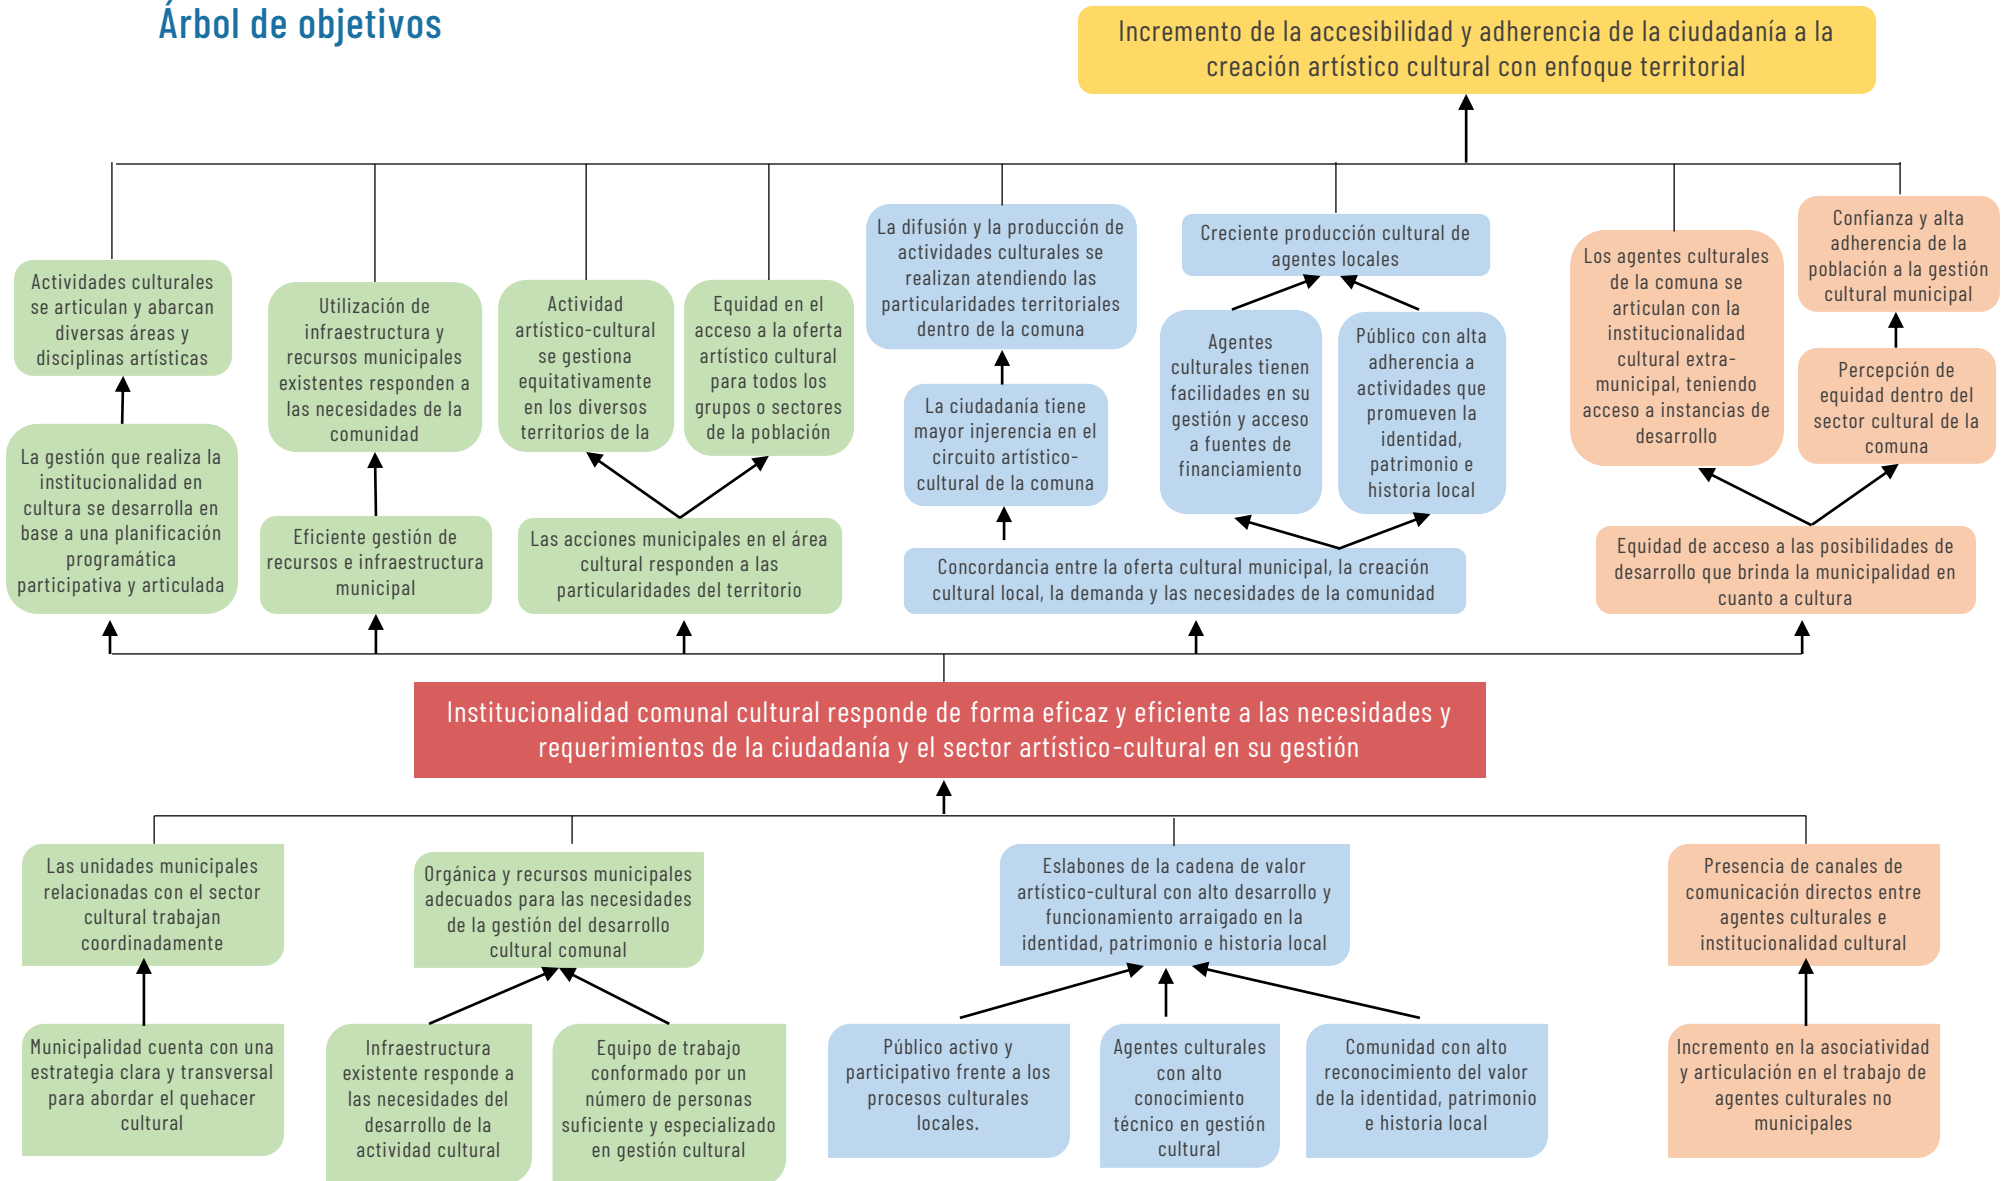 Árbol de objetivos
Incremento de la accesibilidad y adherencia de la ciudadanía a la
creación artístico cultural con enfoque territorial
Actividades culturales
se articulan y abarcan
diversas áreas y
disciplinas artísticas
Utilización de
infraestructura y
recursos municipales
existentes responden a
las necesidades de la
comunidad
Actividad
artístico-cultural
se gestiona
equitativamente
en los diversos
territorios de la
Equidad en el
acceso a la oferta
artístico cultural
para todos los
grupos o sectores
de la población
La difusión y la producción de
actividades culturales se
realizan atendiendo las
particularidades territoriales
dentro de la comuna
Creciente producción cultural de
agentes locales
Los agentes culturales
de la comuna se
articulan con la
institucionalidad
cultural extra-
municipal, teniendo
acceso a instancias de
desarrollo
Confianza y alta
adherencia de la
población a la gestión
cultural municipal
La gestión que realiza la
institucionalidad en
cultura se desarrolla en
base a una planificación
programática
participativa y articulada
Eficiente gestión de
recursos e infraestructura
municipal
Las acciones municipales en el área
cultural responden a las
particularidades del territorio
La ciudadanía tiene
mayor injerencia en el
circuito artístico-
cultural de la comuna
Agentes
culturales tienen
facilidades en su
gestión y acceso
a fuentes de
financiamiento
Público con alta
adherencia a
actividades que
promueven la
identidad,
patrimonio e
historia local
Percepción de
equidad dentro del
sector cultural de la
comuna
Concordancia entre la oferta cultural municipal, la creación
cultural local, la demanda y las necesidades de la comunidad
Equidad de acceso a las posibilidades de
desarrollo que brinda la municipalidad en
cuanto a cultura
Institucionalidad comunal cultural responde de forma eficaz y eficiente a las necesidades y
requerimientos de la ciudadanía y el sector artístico-cultural en su gestión
Las unidades municipales
relacionadas con el sector
cultural trabajan
coordinadamente
Orgánica y recursos municipales
adecuados para las necesidades
de la gestión del desarrollo
cultural comunal
Eslabones de la cadena de valor
artístico-cultural con alto desarrollo y
funcionamiento arraigado en la
identidad, patrimonio e historia local
Presencia de canales de
comunicación directos entre
agentes culturales e
institucionalidad cultural
Municipalidad cuenta con una
estrategia clara y transversal
para abordar el quehacer
cultural
Infraestructura
existente responde a
las necesidades del
desarrollo de la
actividad cultural
Equipo de trabajo
conformado por un
número de personas
suficiente y especializado
en gestión cultural
Público activo y
participativo frente a los
procesos culturales
locales.
Agentes culturales
con alto
conocimiento
técnico en gestión
cultural
Comunidad con alto
reconocimiento del valor
de la identidad, patrimonio
e historia local
Incremento en la asociatividad
y articulación en el trabajo de
agentes culturales no
municipales